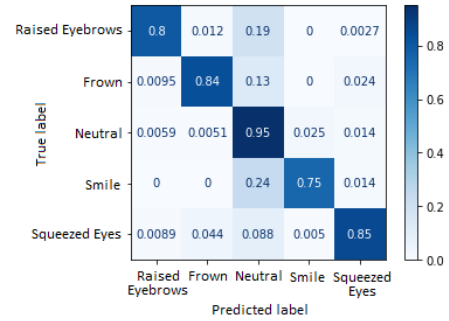 Raised Eyebrows 0.8 0.012 0.19 0 0.0027
Frown 0.0095 0.84 0.13 0 0.024
Neutral 0.0059 0.0051 0.95 0.025 0.014
Smile 0 0 0.24 0.75 0.014
Squeezed Eyes 0.0089 0.044 0.088 0.005 0.85
True label
Raised Eyebrows Frown Neutral Smile Squeezed Eyes
Predicted label
0.8
0.6
0.4
0.2
0.0